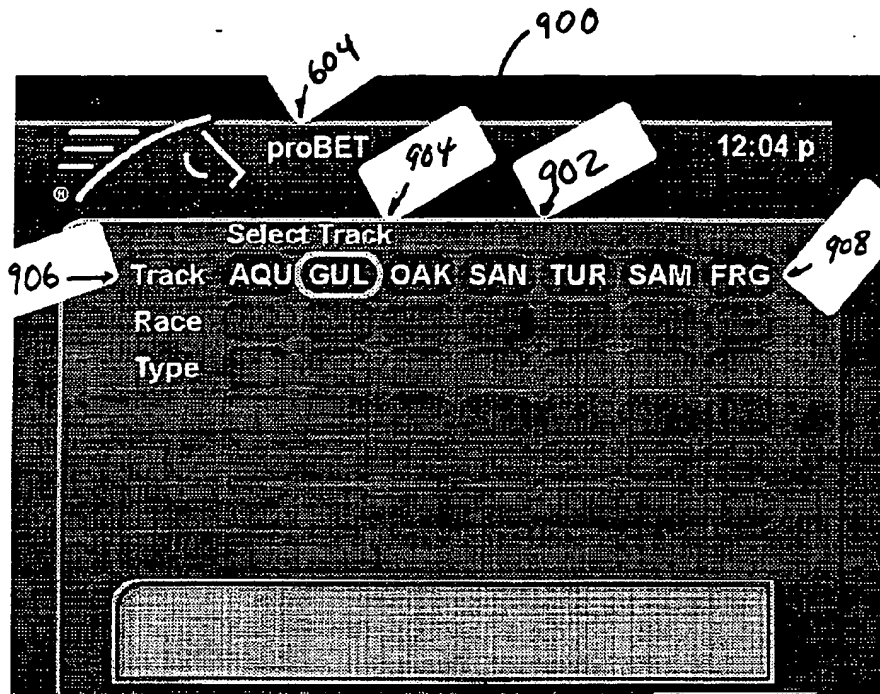 900
604
proBET
12:04 p
904
902
Select Track
906
Track AQU GUL OAK SAN TUR SAM FRG
908
Race
Type
®